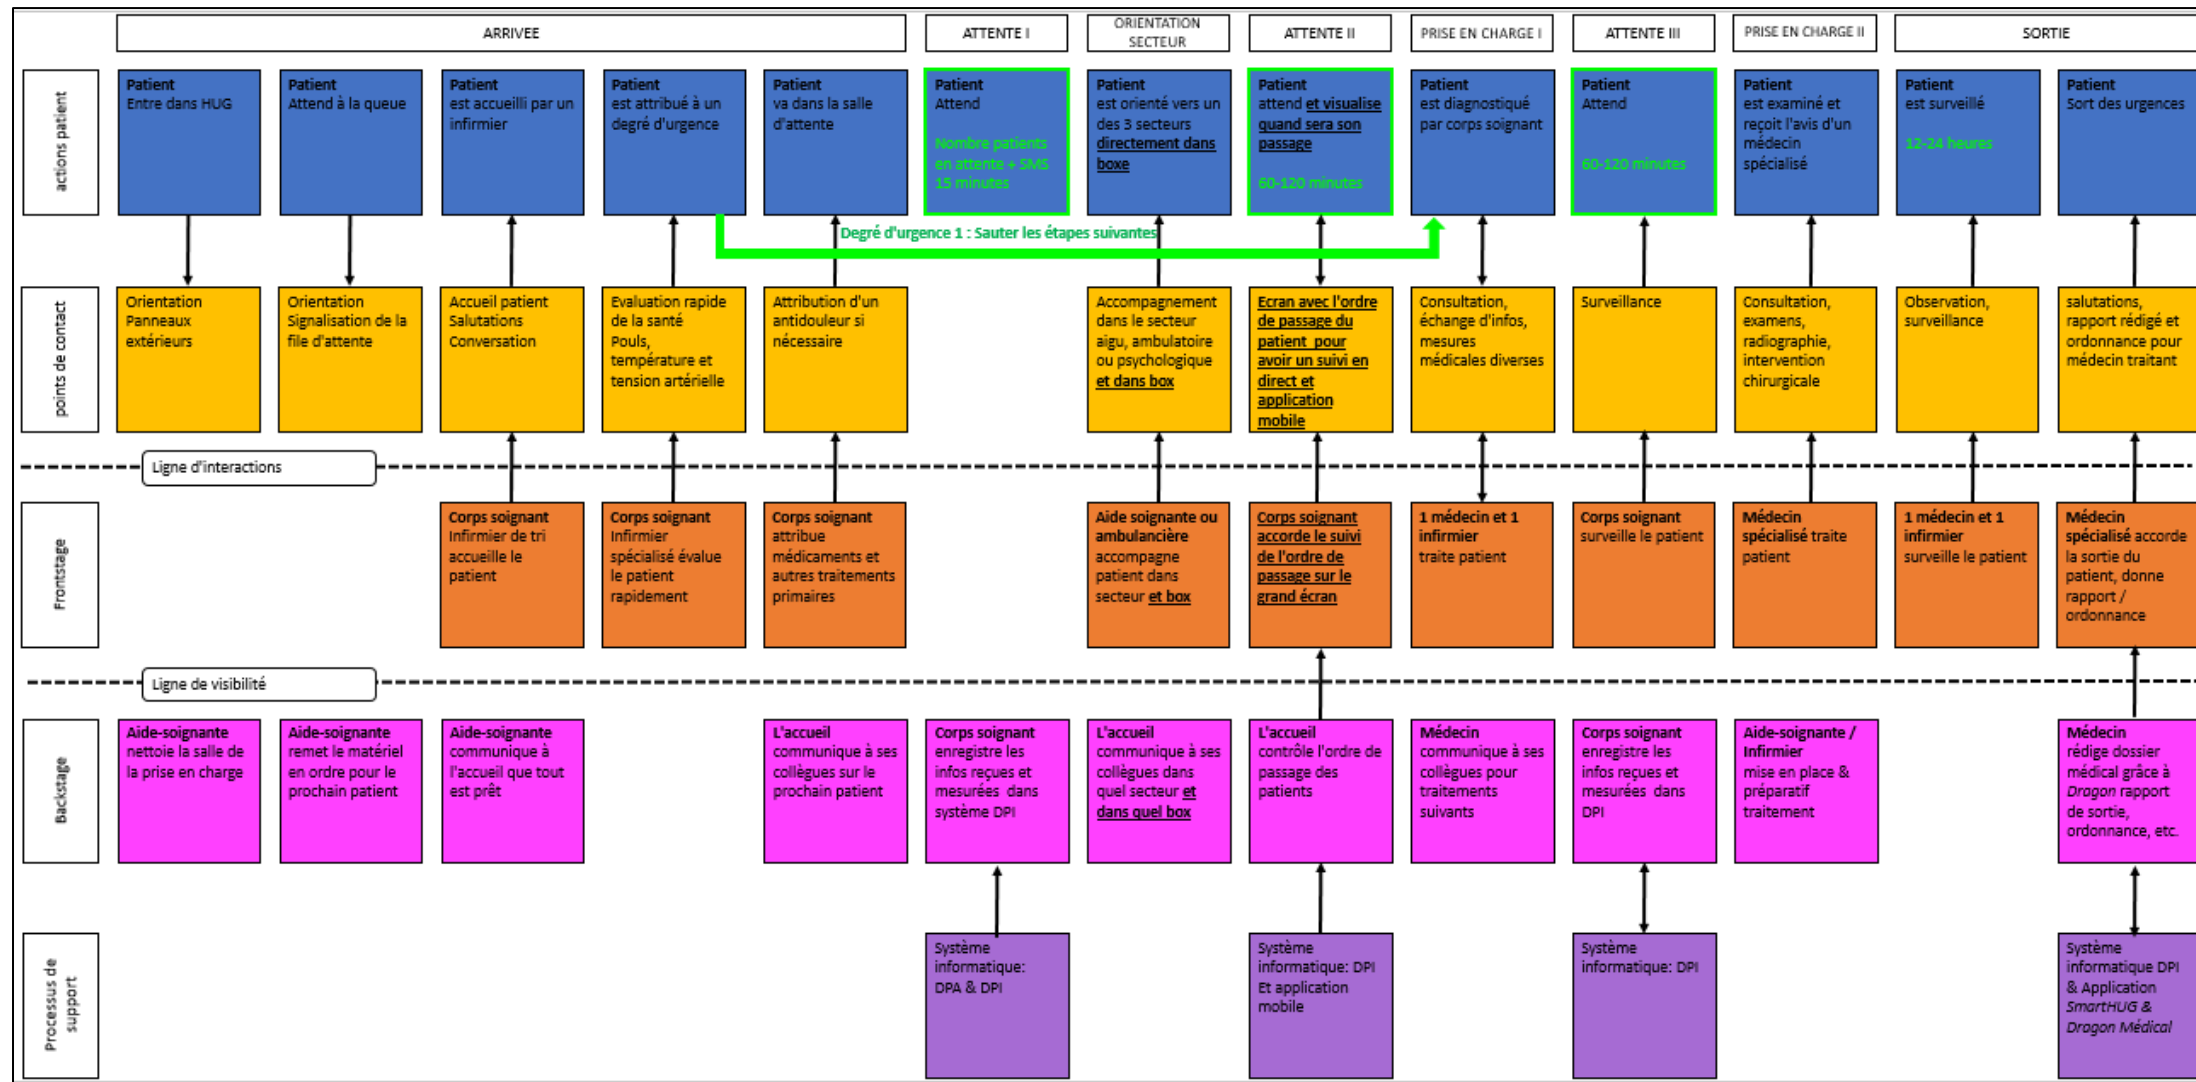 ARRIVEE
ATTENTE I
ORIENTATION
SECTEUR
ATTENTE II
PRISE EN CHARGE I
ATTENTE III
PRISE EN CHARGE II
SORTIE
actions patient
Patient
Entre dans HUG
Patient
Attend à la queue
Patient
est accueilli par un
infirmier
Patient
est attribué à un
degré d'urgence
Patient
va dans la salle
d'attente
Patient
Attend
Nombre patients
en attente + SMS
15 minutes
Patient
est orienté vers un
des 3 secteurs
directement dans
boxe
Patient
attend et visualise
quand sera son
passage
60-120 minutes
Patient
est diagnostiqué
par corps soignant
Patient
Attend
60-120 minutes
Patient
est examiné et
reçoit l'avis d'un
médecin
spécialisé
Patient
est surveillé
12-24 heures
Patient
Sort des urgences
Degré d'urgence 1 : Sauter les étapes suivantes
points de contact
Orientation
Panneaux
extérieurs
Orientation
Signalisation de la
file d'attente
Accueil patient
Salutations
Conversation
Evaluation rapide
de la santé
Pouls,
température et
tension artérielle
Attribution d'un
antidouleur si
nécessaire
Accompagnement
dans le secteur
aigu, ambulatoire
ou psychologique
et dans box
Ecran avec l'ordre
de passage du
patient pour
avoir un suivi en
direct et
application
mobile
Consultation,
échange d'infos,
mesures
médicales diverses
Surveillance
Consultation,
examens,
radiographie,
intervention
chirurgicale
Observation,
surveillance
salutations,
rapport rédigé et
ordonnance pour
médecin traitant
Ligne d'interactions
Frontstage
Corps soignant
Infirmier de tri
accueille le
patient
Corps soignant
Infirmier
spécialisé évalue
le patient
rapidement
Corps soignant
attribue
médicaments et
autres traitements
primaires
Aide soignante ou
ambulancière
accompagne
patient dans
secteur et box
Corps soignant
accorde le suivi
de l'ordre de
passage sur le
grand écran
1 médecin et 1
infirmier
traite patient
Corps soignant
surveille le patient
Médecin
spécialisé traite
patient
1 médecin et 1
infirmier
surveille le patient
Médecin
spécialisé accorde
la sortie du
patient, donne
rapport /
ordonnance
Ligne de visibilité
Backstage
Aide-soignante
nettoie la salle de
la prise en charge
Aide-soignante
remet le matériel
en ordre pour le
prochain patient
Aide-soignante
communique à
l'accueil que tout
est prêt
L'accueil
communique à ses
collègues sur le
prochain patient
Corps soignant
enregistre les
infos reçues et
mesurées dans
système DPI
L'accueil
communique à ses
collègues dans
quel secteur et
dans quel box
L'accueil
contrôle l'ordre de
passage des
patients
Médecin
communique à ses
collègues pour
traitements
suivants
Corps soignant
enregistre les
infos reçues et
mesurées dans
DPI
Aide-soignante /
Infirmier
mise en place &
préparatif
traitement
Médecin
rédige dossier
médical grâce à
Dragon rapport
de sortie,
ordonnance, etc.
Processus de
support
Système
informatique:
DPA & DPI
Système
informatique: DPI
Et application
mobile
Système
informatique: DPI
Système
informatique DPI
& Application
SmartHUG &
Dragon Médical